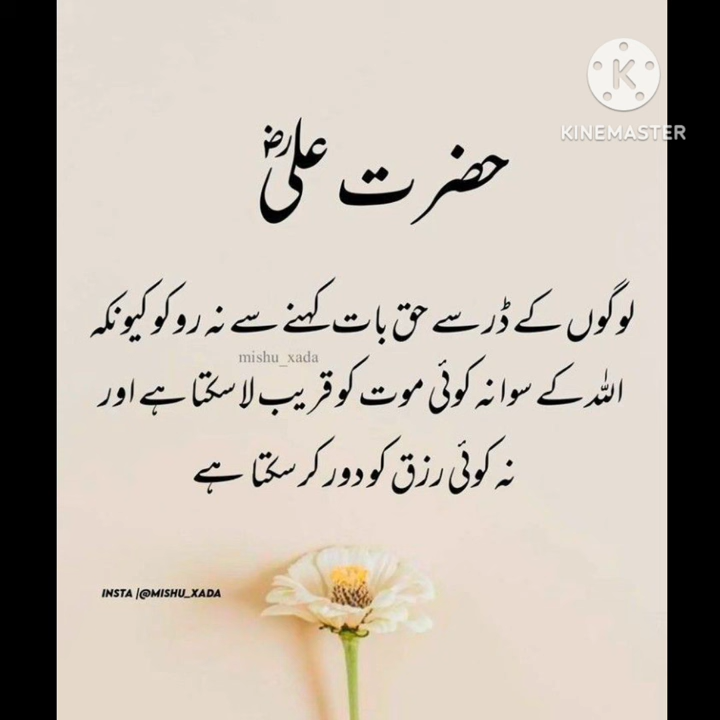 K
KINEMASTER
حضرت علیؓ
لوگوں کے ڈر سے حق بات کہنے سے نہ روکو کیونکہ
mishu_xada
اللہ کے سوا نہ کوئی موت کو قریب لا سکتا ہے اور
نہ کوئی رزق کو دور کر سکتا ہے
INSTA |@MISHU_XADA